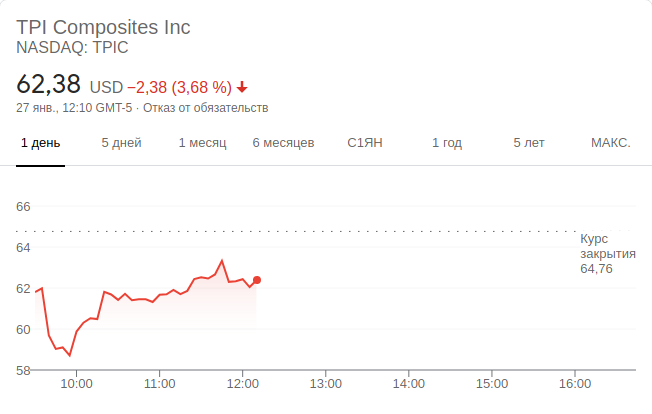 TPI Composites Inc
NASDAQ: TPIC
62,38 USD −2,38 (3,68 %)
27 янв., 12:10 GMT-5 · Отказ от обязательств
1 день 5 дней 1 месяц 6 месяцев С1ЯН 1 год 5 лет МАКС.
66
64
62
60
58
Курс
закрытия
64,76
10:00 11:00 12:00 13:00 14:00 15:00 16:00